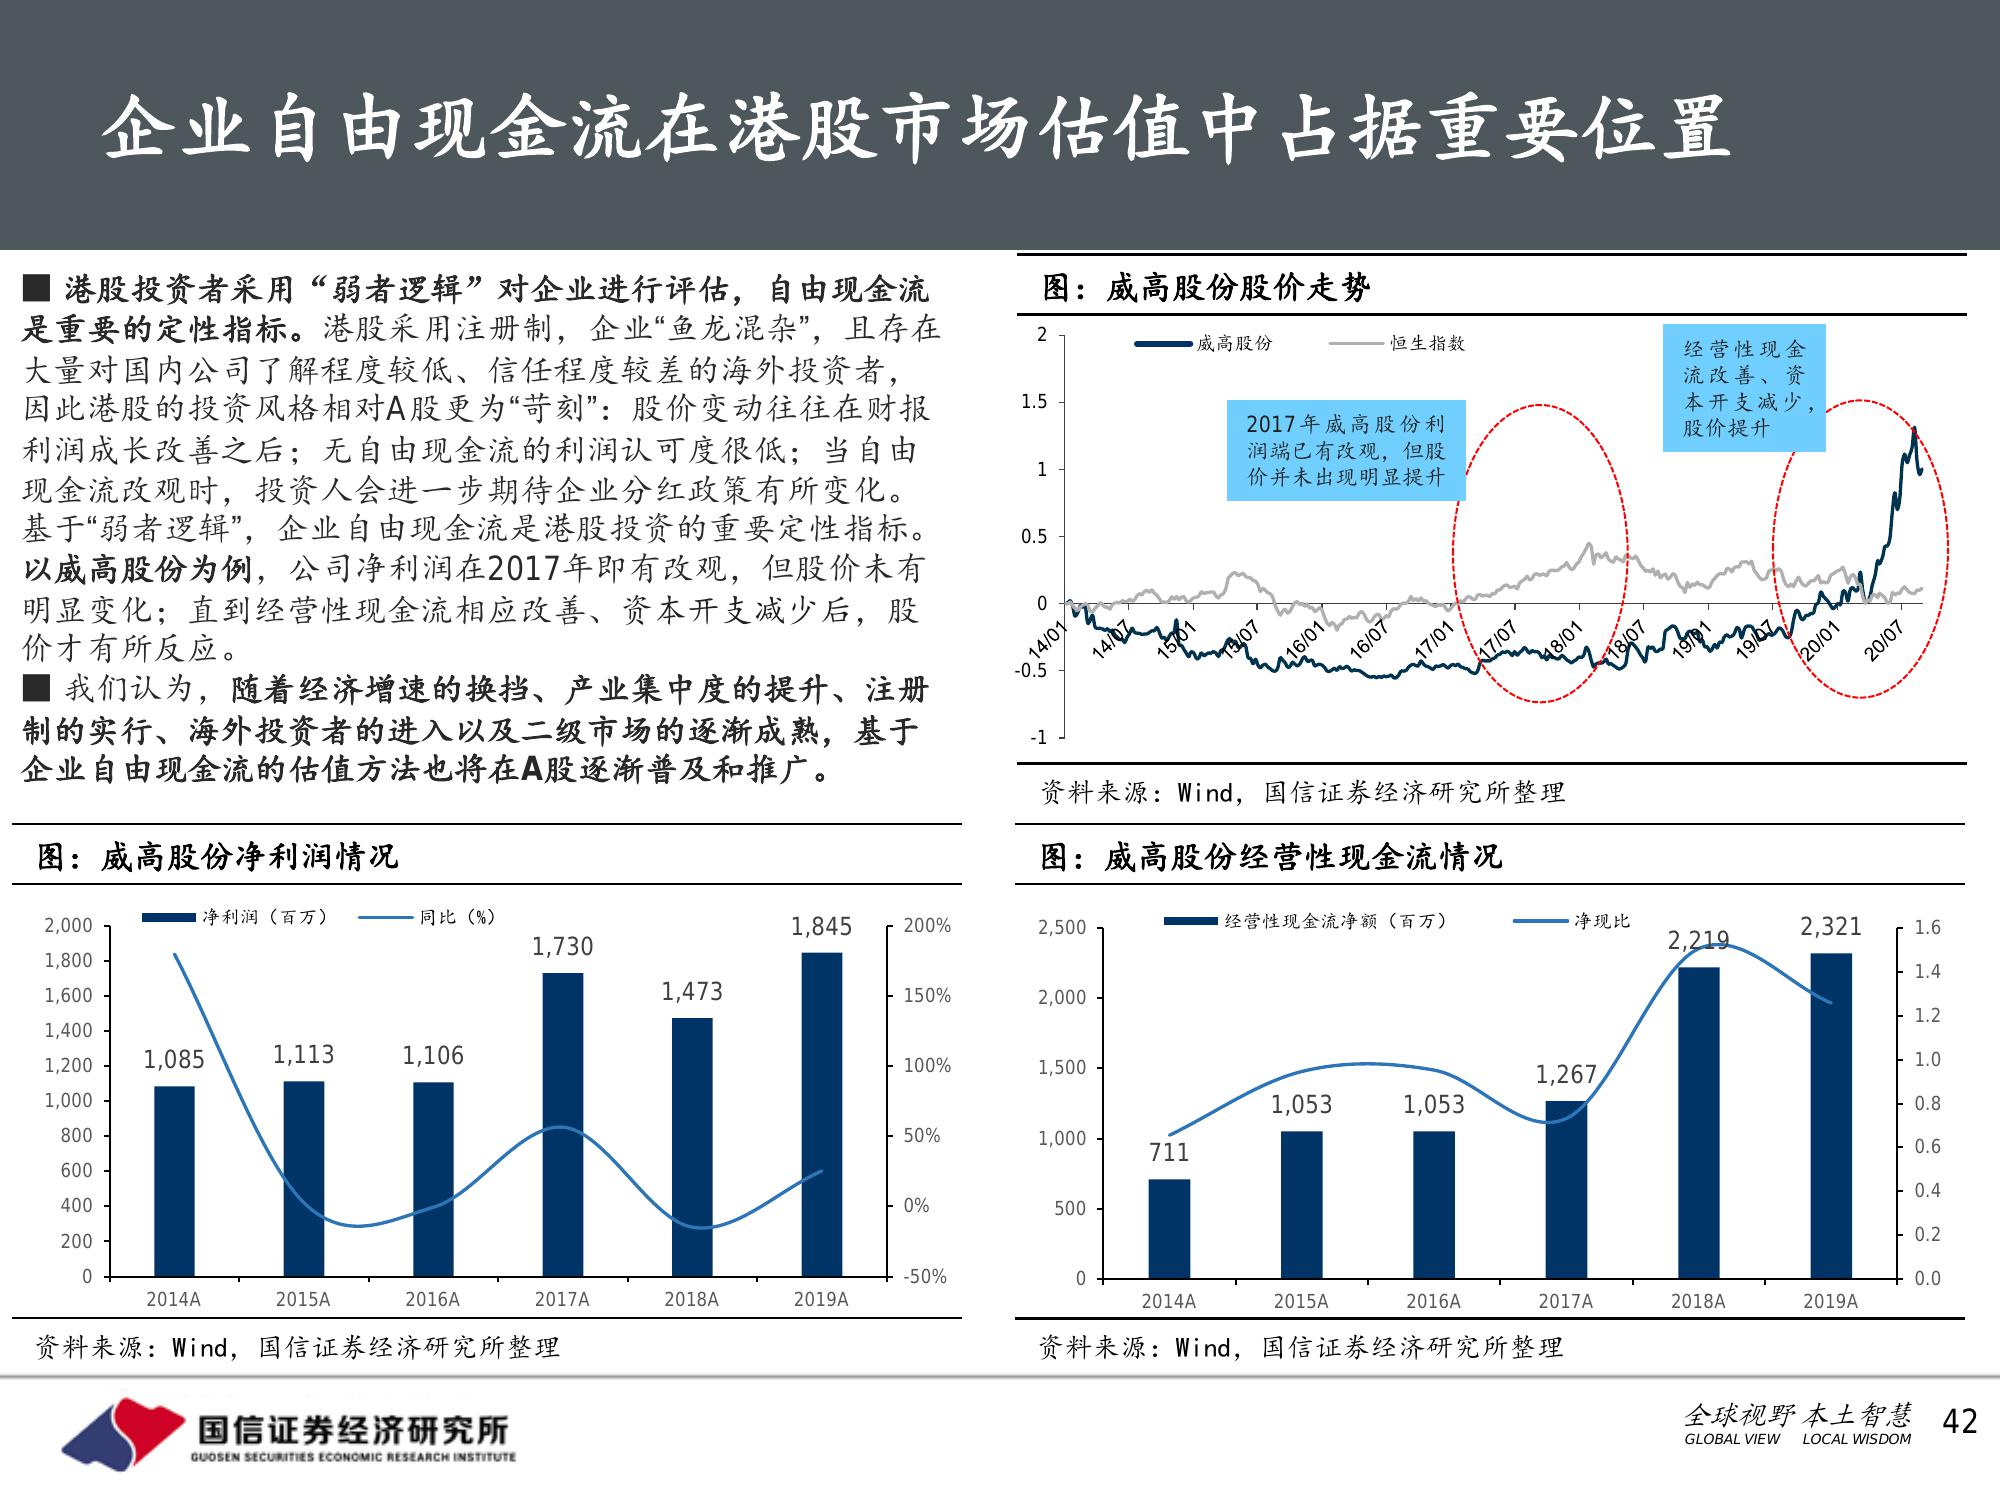 企业自由现金流在港股市场估值中占据重要位置
■ 港股投资者采用“弱者逻辑”对企业进行评估，自由现金流
是重要的定性指标。港股采用注册制，企业“鱼龙混杂”，且存在
大量对国内公司了解程度较低、信任程度较差的海外投资者，
因此港股的投资风格相对A股更为“苛刻”：股价变动往往在财报
利润成长改善之后；无自由现金流的利润认可度很低；当自由
现金流改观时，投资人会进一步期待企业分红政策有所变化。
基于“弱者逻辑”，企业自由现金流是港股投资的重要定性指标。
以威高股份为例，公司净利润在2017年即有改观，但股价未有
明显变化；直到经营性现金流相应改善、资本开支减少后，股
价才有所反应。
■ 我们认为，随着经济增速的换挡、产业集中度的提升、注册
制的实行、海外投资者的进入以及二级市场的逐渐成熟，基于
企业自由现金流的估值方法也将在A股逐渐普及和推广。
图：威高股份股价走势
威高股份 恒生指数
2
1.5
1
0.5
0
-0.5
-1
14/01 14/07 15/01 15/07 16/01 16/07 17/01 17/07 18/01 18/07 19/01 19/07 20/01 20/07
2017年威高股份利
润端已有改观，但股
价并未出现明显提升
经营性现金
流改善、资
本开支减少，
股价提升
资料来源：Wind，国信证券经济研究所整理
图：威高股份净利润情况
净利润（百万） 同比（%）
2,000
1,800
1,600
1,400
1,200
1,000
800
600
400
200
0
1,085 1,113 1,106 1,730 1,473 1,845
200%
150%
100%
50%
0%
-50%
2014A 2015A 2016A 2017A 2018A 2019A
资料来源：Wind，国信证券经济研究所整理
图：威高股份经营性现金流情况
经营性现金流净额（百万） 净现比
2,500
2,000
1,500
1,000
500
0
711 1,053 1,053 1,267 2,219 2,321
1.6
1.4
1.2
1.0
0.8
0.6
0.4
0.2
0.0
2014A 2015A 2016A 2017A 2018A 2019A
资料来源：Wind，国信证券经济研究所整理
国信证券经济研究所
GUOSEN SECURITIES ECONOMIC RESEARCH INSTITUTE
全球视野 本土智慧
GLOBAL VIEW LOCAL WISDOM
42